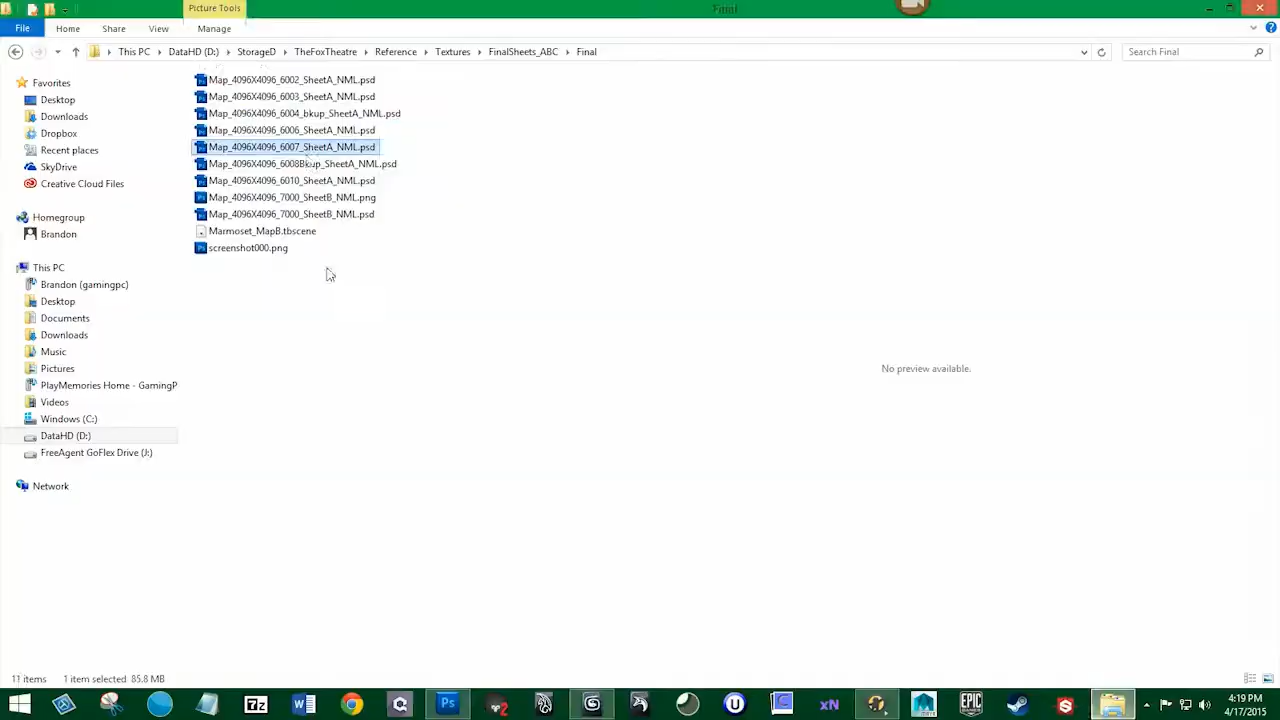 Picture Tools
Final
File Home Share View Manage
This PC DataHD (D:) StorageD TheFoxTheatre Reference Textures FinalSheets_ABC Final
Search Final
Favorites
Desktop
Downloads
Dropbox
Recent places
SkyDrive
Creative Cloud Files
Homegroup
Brandon
This PC
Brandon (gamingpc)
Desktop
Documents
Downloads
Music
Pictures
PlayMemories Home - GamingP
Videos
Windows (C:)
DataHD (D:)
FreeAgent GoFlex Drive (J:)
Network
Map_4096X4096_6002_SheetA_NML.psd
Map_4096X4096_6003_SheetA_NML.psd
Map_4096X4096_6004_bkup_SheetA_NML.psd
Map_4096X4096_6006_SheetA_NML.psd
Map_4096X4096_6007_SheetA_NML.psd
Map_4096X4096_6008Bkup_SheetA_NML.psd
Map_4096X4096_6010_SheetA_NML.psd
Map_4096X4096_7000_SheetB_NML.png
Map_4096X4096_7000_SheetB_NML.psd
Marmoset_MapB.tbscene
screenshot000.png
No preview available.
11 items 1 item selected 85.8 MB
4:19 PM
4/17/2015